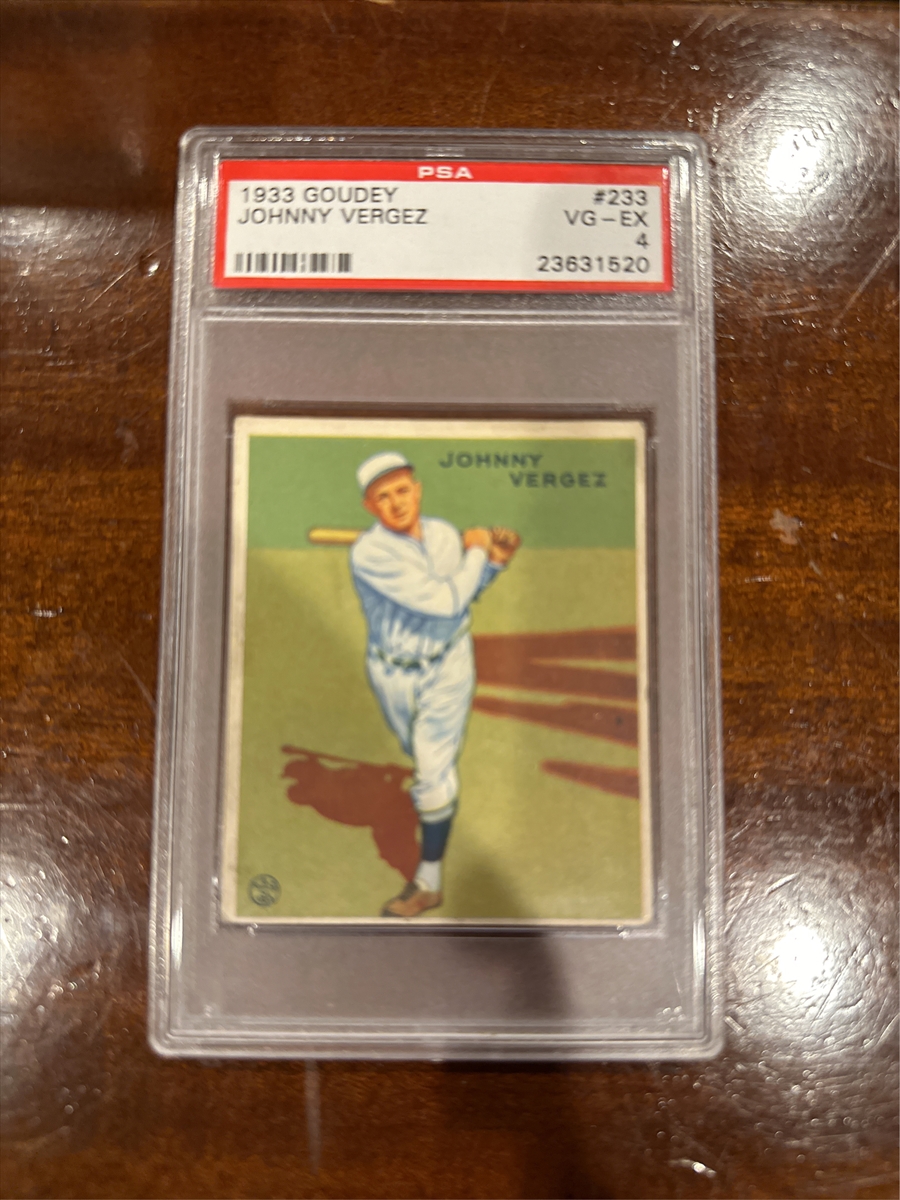 PSA
1933 GOUDEY #233
JOHNNY VERGEZ VG-EX
4
23631520
JOHNNY
VERGEZ